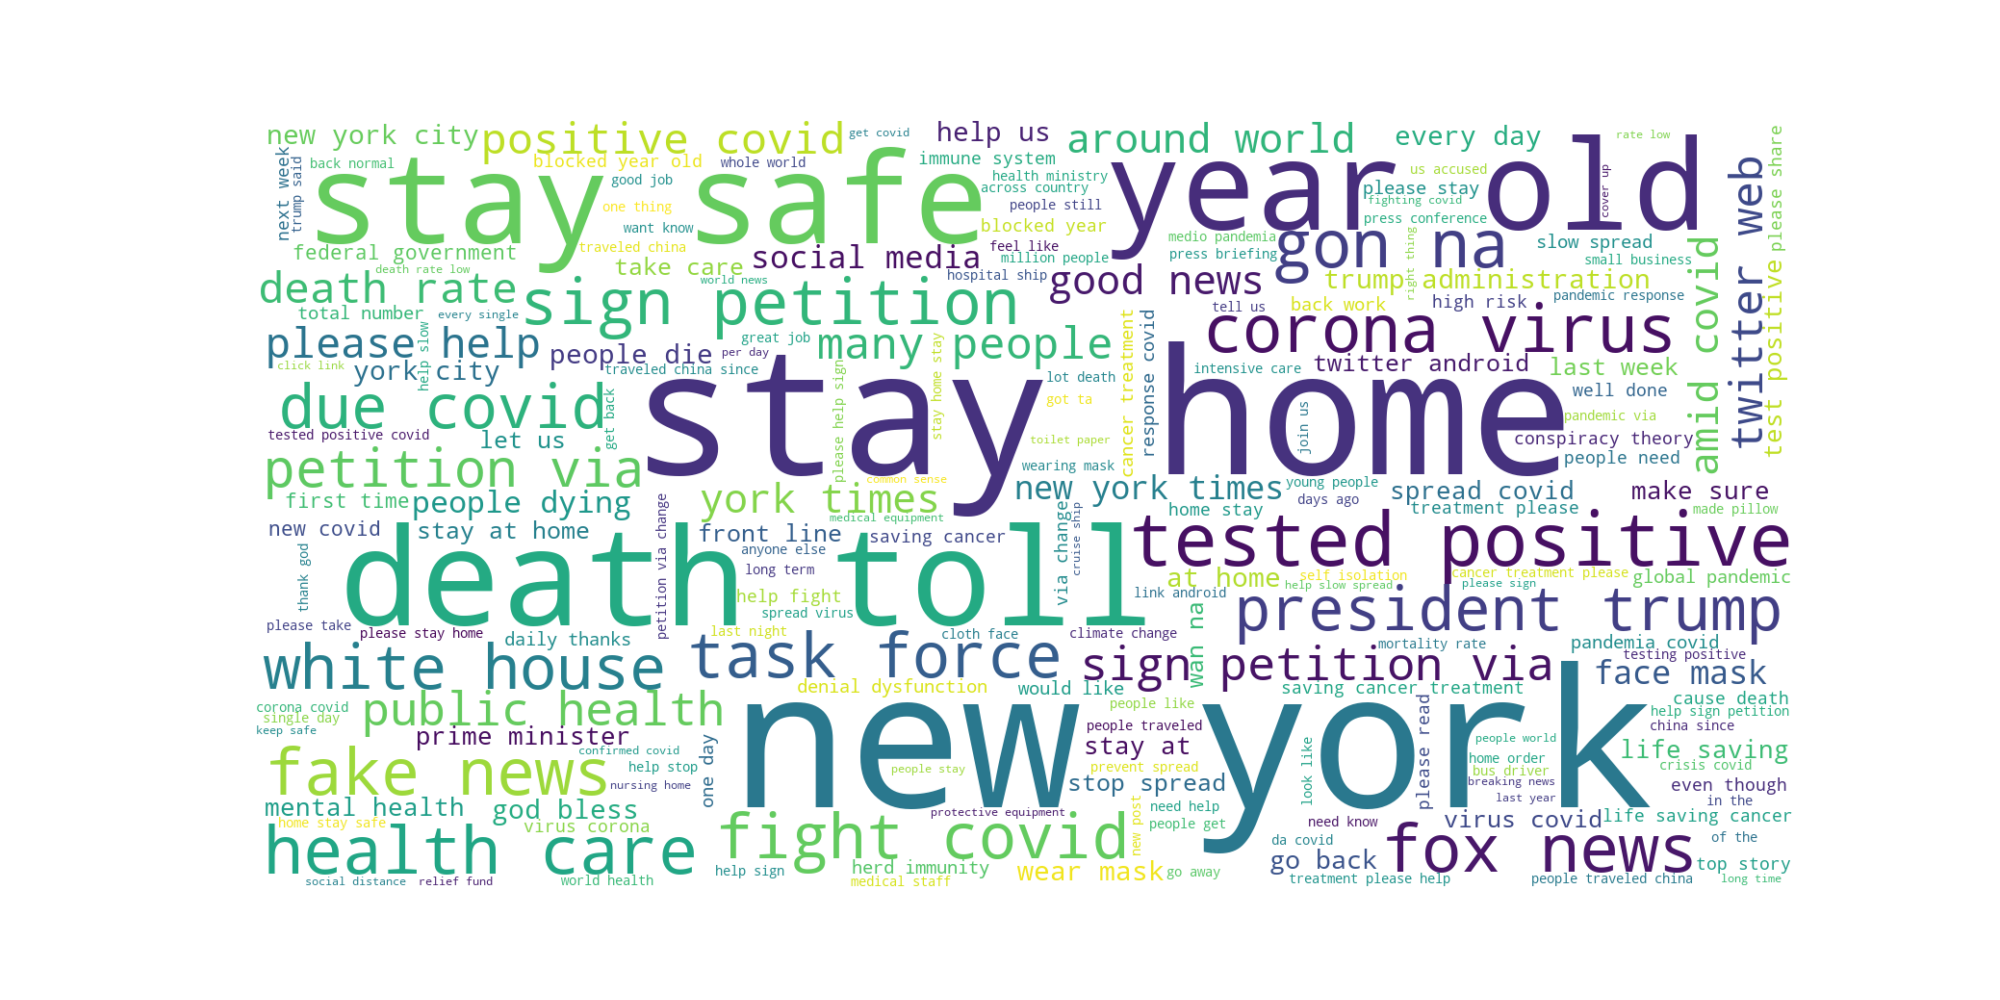 new york city
positive covid
get covid
help us
around world
every day
rate low
please share
next week
trump said
back normal
blocked year old
whole world
immune system
us accused
stay safe
year old
good job
health ministry
across country
please stay
fighting covid
cover up
twitter web
one thing
people still
press conference
want know
blocked year
federal government
traveled china
social media
feel like
medio pandemia
gon na
slow spread
press briefing
million people
small business
death rate low
take care
world news
hospital ship
good news
right thing
trump administration
amid covid
test positive
death rate
total number
every single
sign petition
tell us
back work
high risk
pandemic response
corona virus
please help
help slow
people die
great job
per day
many people
cancer treatment
response covid
click link
york city
traveled china since
lot death
intensive care
twitter android
last week
stay home
due covid
get back
please help sign
stay home stay
got ta
join us
well done
pandemic via
tested positive covid
let us
toilet paper
conspiracy theory
petition via
wearing mask
people need
common sense
first time
people dying
york times
new york times
young people
days ago
spread covid
make sure
medical equipment
home stay
treatment please
made pillow
new covid
stay at home
petition via change
front line
saving cancer
via change
cruise ship
tested positive
death toll
anyone else
thank god
long term
at home
self isolation
cancer treatment please
global pandemic
help fight
help slow spread
please sign
link android
spread virus
president trump
please take
please stay home
daily thanks
last night
cloth face
climate change
wan na
mortality rate
pandemia covid
testing positive
white house
task force
sign petition via
face mask
denial dysfunction
would like
saving cancer treatment
people like
cause death
corona covid
single day
keep safe
public health
new york
people traveled
help sign petition
china since
prime minister
confirmed covid
one day
stay at
look like
please read
people world
life saving
fake news
help stop
people stay
prevent spread
home order
bus driver
crisis covid
nursing home
stop spread
breaking news
even though
last year
in the
mental health
god bless
protective equipment
need help
home stay safe
virus corona
fight covid
new post
people get
need know
virus covid
life saving cancer
health care
da covid
of the
help sign
herd immunity
wear mask
go away
go back
fox news
top story
social distance
relief fund
world health
medical staff
treatment please help
people traveled china
long time